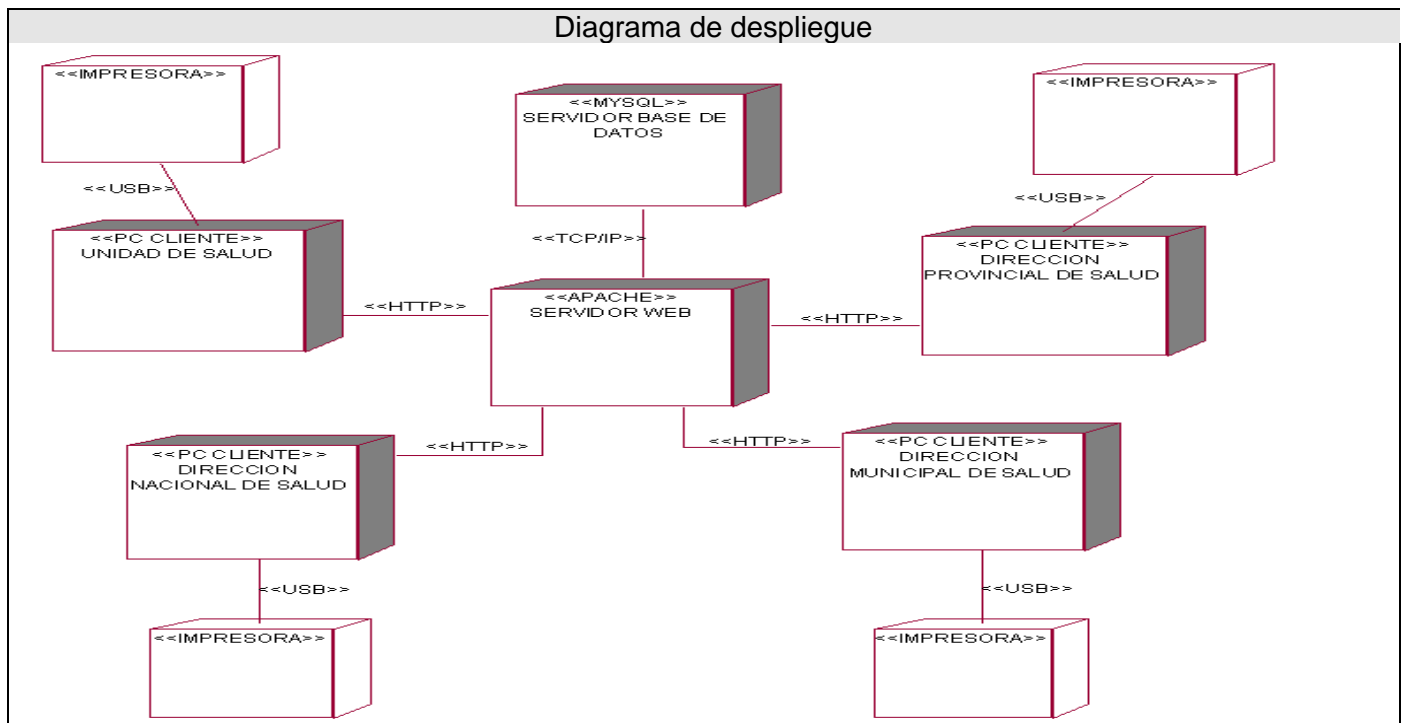 Diagrama de despliegue
<<IMPRESORA>>
<<MYSQL>>
SERVIDOR BASE DE
DATOS
<<IMPRESORA>>
<<USB>>
<<USB>>
<<PC CLIENTE>>
UNIDAD DE SALUD
<<TCP/IP>>
<<PC CLIENTE>>
DIRECCION
PROVINCIAL DE SALUD
<<HTTP>>
<<APACHE>>
SERVIDOR WEB
<<HTTP>>
<<PC CLIENTE>>
DIRECCION
NACIONAL DE SALUD
<<HTTP>>
<<HTTP>>
<<PC CLIENTE>>
DIRECCION
MUNICIPAL DE SALUD
<<USB>>
<<USB>>
<<IMPRESORA>>
<<IMPRESORA>>